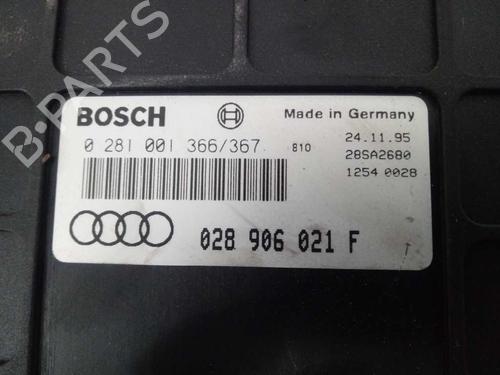 B-PARTS
BOSCH
Made in Germany
0 281 001 366/367 810
24.11.95
28SA2680
1254 0028
028 906 021 F